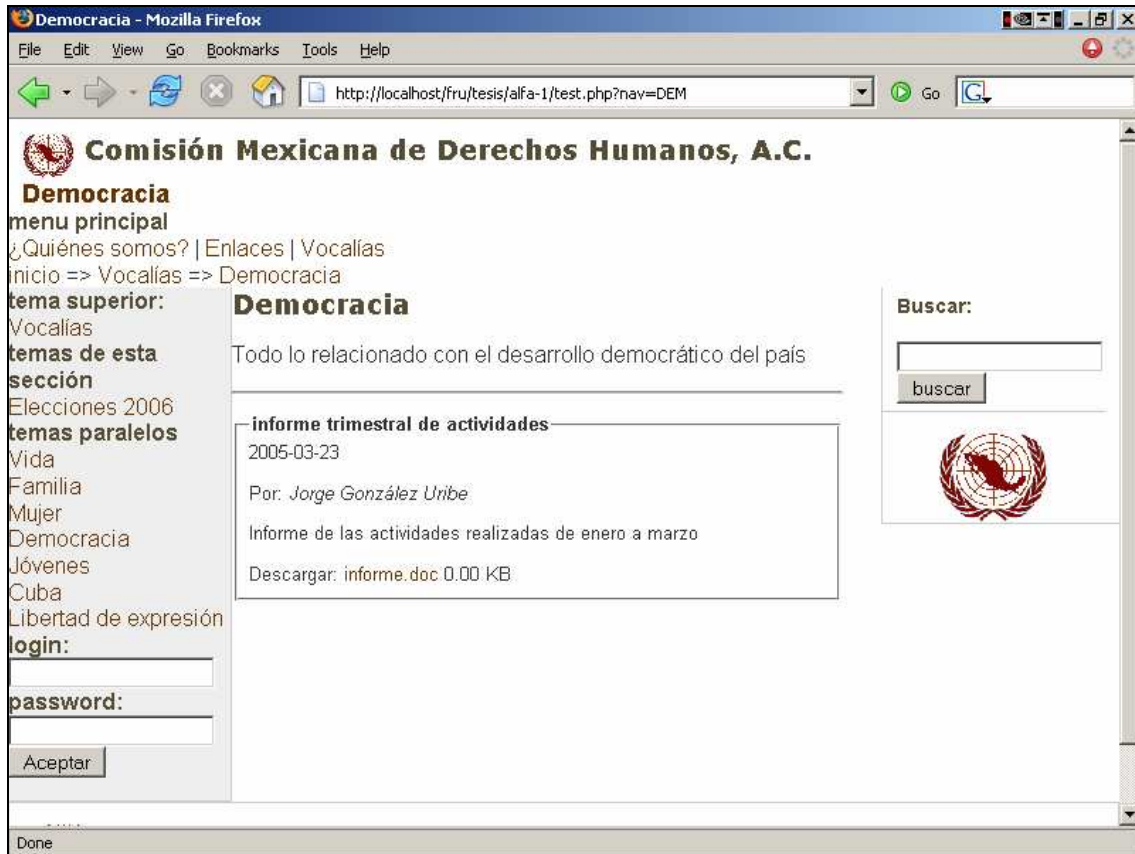 Democracia - Mozilla Firefox
File Edit View Go Bookmarks Tools Help
http://localhost/fru/tesis/alfa-1/test.php?nav=DEM
Go
G
Comisión Mexicana de Derechos Humanos, A.C.
Democracia
menu principal
¿Quiénes somos? | Enlaces | Vocalías
inicio => Vocalías => Democracia
tema superior:
Vocalías
temas de esta
sección
Elecciones 2006
temas paralelos
Vida
Familia
Mujer
Democracia
Jóvenes
Cuba
Libertad de expresión
login:
password:
Aceptar
Democracia
Todo lo relacionado con el desarrollo democrático del país
informe trimestral de actividades
2005-03-23
Por: Jorge González Uribe
Informe de las actividades realizadas de enero a marzo
Descargar: informe.doc 0.00 KB
Buscar:
buscar
Done